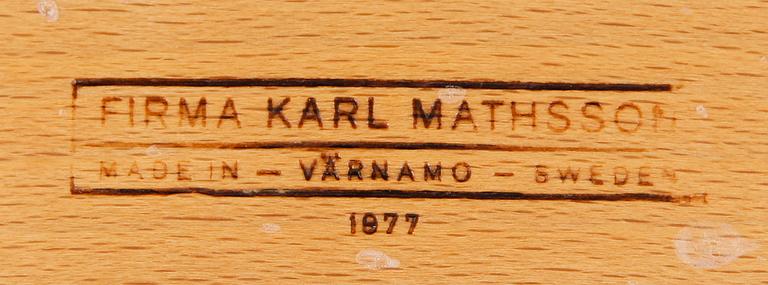 FIRMA KARL MATHSSON
MADE IN – VÄRNAMO – SWEDEN
1977